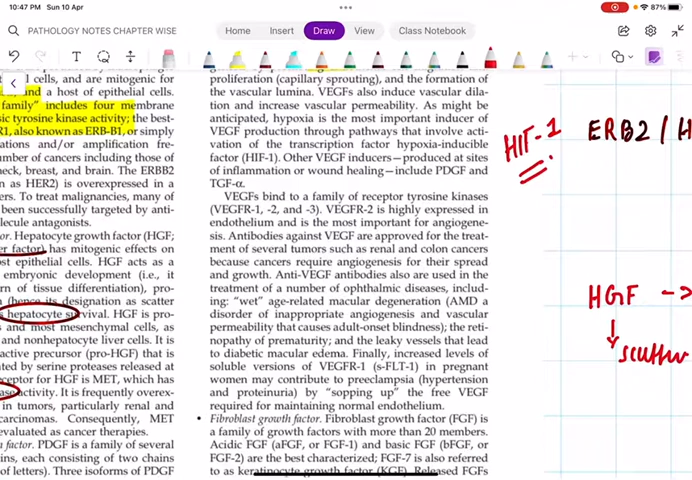 10:47 PM Sun 10 Apr
87%
PATHOLOGY NOTES CHAPTER WISE
Home Insert Draw View Class Notebook
cells, and are mitogenic for
and a host of epithelial cells.
family” includes four membrane
sic tyrosine kinase activity; the best-
R1, also known as ERB-B1, or simply
ations and/or amplification fre-
umber of cancers including those of
neck, breast, and brain. The ERBB2
n as HER2) is overexpressed in a
ers. To treat malignancies, many of
been successfully targeted by anti-
lecule antagonists.
or. Hepatocyte growth factor (HGF;
er factor) has mitogenic effects on
ost epithelial cells. HGF acts as a
embryonic development (i.e., it
rn of tissue differentiation), pro-
n (hence its designation as scatter
s hepatocyte survival. HGF is pro-
s and most mesenchymal cells, as
and nonhepatocyte liver cells. It is
active precursor (pro-HGF) that is
ated by serine proteases released at
ceptor for HGF is MET, which has
ase activity. It is frequently overex-
in tumors, particularly renal and
carcinomas. Consequently, MET
evaluated as cancer therapies.
factor. PDGF is a family of several
s, each consisting of two chains
of letters). Three isoforms of PDGF
proliferation (capillary sprouting), and the formation of
the vascular lumina. VEGFs also induce vascular dila-
tion and increase vascular permeability. As might be
anticipated, hypoxia is the most important inducer of
VEGF production through pathways that involve acti-
vation of the transcription factor hypoxia-inducible
factor (HIF-1). Other VEGF inducers—produced at sites
of inflammation or wound healing—include PDGF and
TGF-α.
VEGFs bind to a family of receptor tyrosine kinases
(VEGFR-1, -2, and -3). VEGFR-2 is highly expressed in
endothelium and is the most important for angiogene-
sis. Antibodies against VEGF are approved for the treat-
ment of several tumors such as renal and colon cancers
because cancers require angiogenesis for their spread
and growth. Anti-VEGF antibodies also are used in the
treatment of a number of ophthalmic diseases, includ-
ing: “wet” age-related macular degeneration (AMD a
disorder of inappropriate angiogenesis and vascular
permeability that causes adult-onset blindness); the reti-
nopathy of prematurity; and the leaky vessels that lead
to diabetic macular edema. Finally, increased levels of
soluble versions of VEGFR-1 (s-FLT-1) in pregnant
women may contribute to preeclampsia (hypertension
and proteinuria) by “sopping up” the free VEGF
required for maintaining normal endothelium.
• Fibroblast growth factor. Fibroblast growth factor (FGF) is
a family of growth factors with more than 20 members.
Acidic FGF (aFGF, or FGF-1) and basic FGF (bFGF, or
FGF-2) are the best characterized; FGF-7 is also referred
to as keratinocyte growth factor (KGF). Released FGFs
HIF-1
ERB2 / H
HGF →
↓
scatter